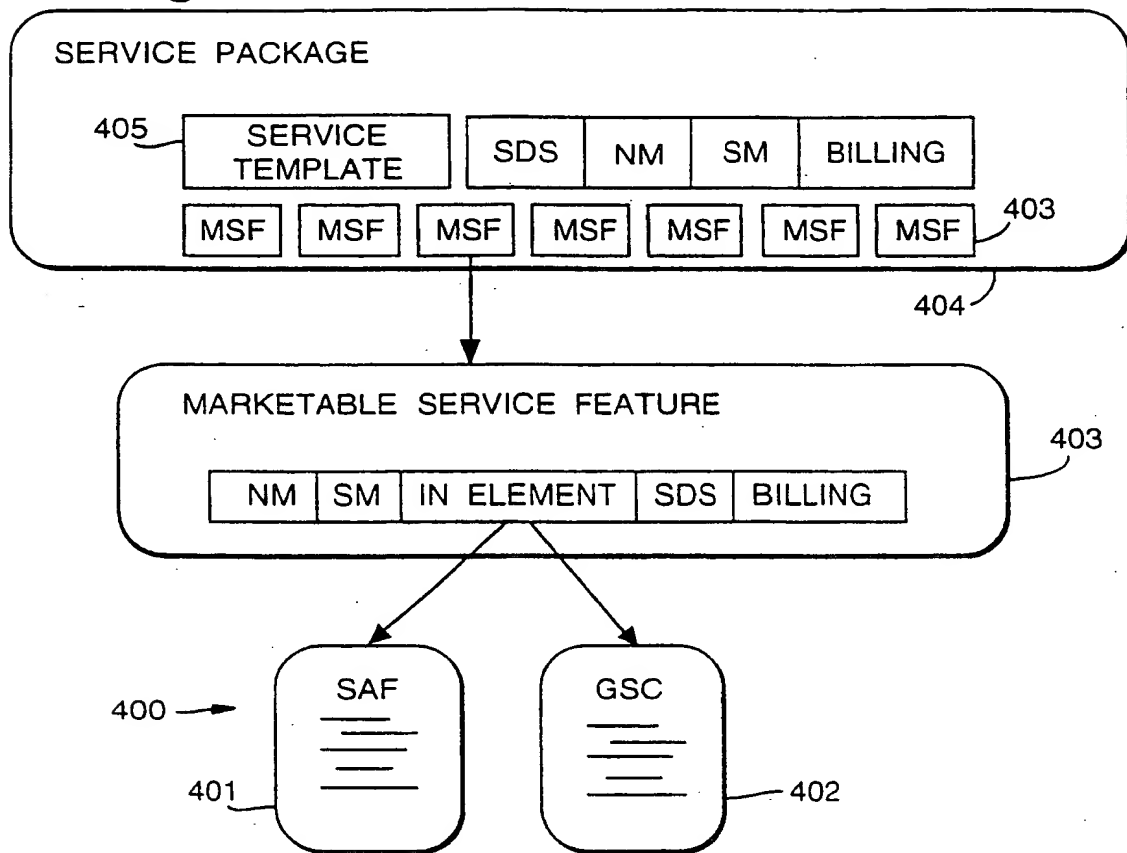 SERVICE PACKAGE
405
SERVICE
TEMPLATE
SDS NM SM BILLING
MSF MSF MSF MSF MSF MSF MSF
403
404
MARKETABLE SERVICE FEATURE
403
NM SM IN ELEMENT SDS BILLING
SAF
GSC
400
401
402